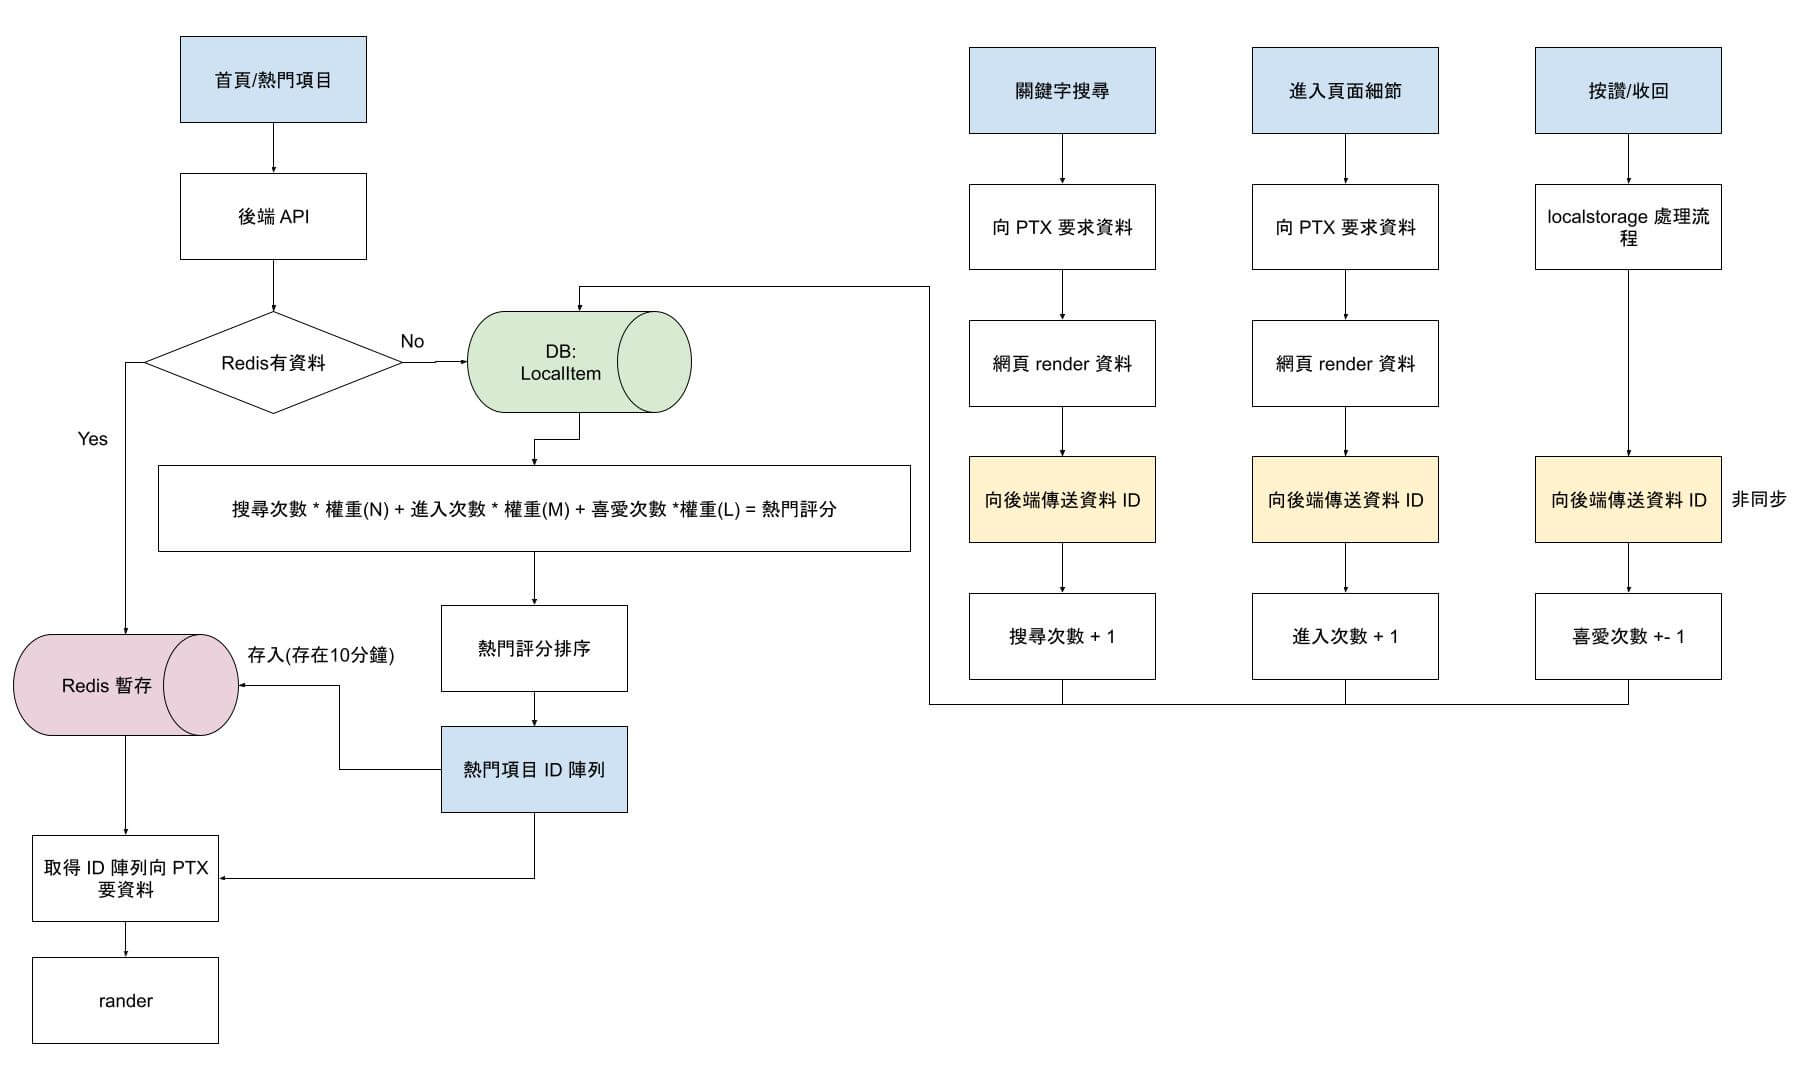 首頁/熱門項目
後端 API
Redis有資料
No
Yes
DB:
LocalItem
搜尋次數 * 權重(N) + 進入次數 * 權重(M) + 喜愛次數 *權重(L) = 熱門評分
熱門評分排序
存入(存在10分鐘)
Redis 暫存
熱門項目 ID 陣列
取得 ID 陣列向 PTX
要資料
rander
關鍵字搜尋
向 PTX 要求資料
網頁 render 資料
向後端傳送資料 ID
搜尋次數 + 1
進入頁面細節
向 PTX 要求資料
網頁 render 資料
向後端傳送資料 ID
進入次數 + 1
按讚/收回
localstorage 處理流
程
向後端傳送資料 ID
非同步
喜愛次數 +- 1